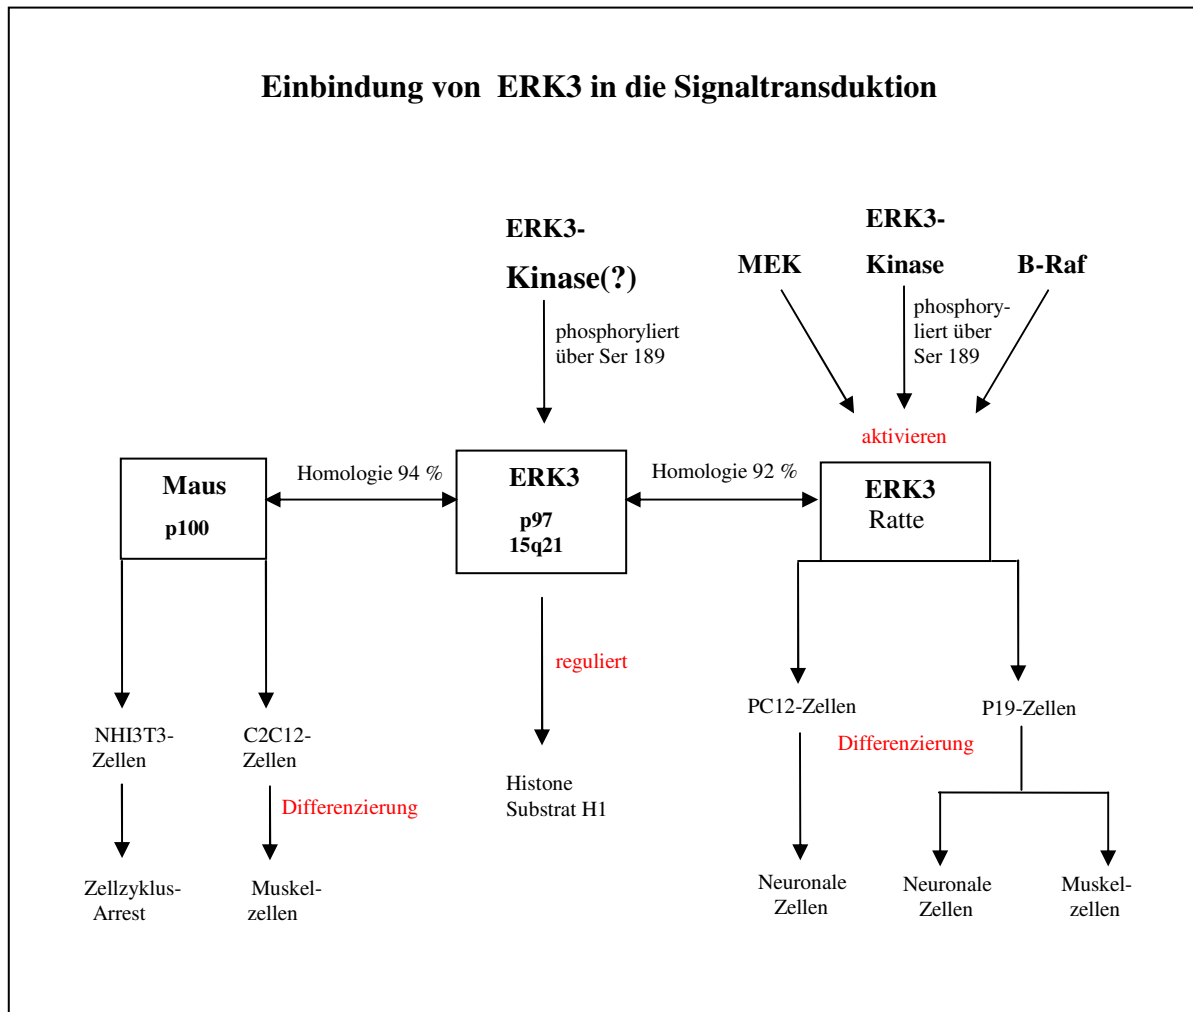 Einbindung von ERK3 in die Signaltransduktion
ERK3-
Kinase(?)
MEK
ERK3-
Kinase
B-Raf
phosphoryliert
über Ser 189
phosphory-
liert über
Ser 189
aktivieren
Maus
p100
Homologie 94 %
ERK3
p97
15q21
Homologie 92 %
ERK3
Ratte
reguliert
NHI3T3-
Zellen
C2C12-
Zellen
PC12-Zellen
P19-Zellen
Differenzierung
Differenzierung
Histone
Substrat H1
Zellzyklus-
Arrest
Muskel-
zellen
Neuronale
Zellen
Neuronale
Zellen
Muskel-
zellen